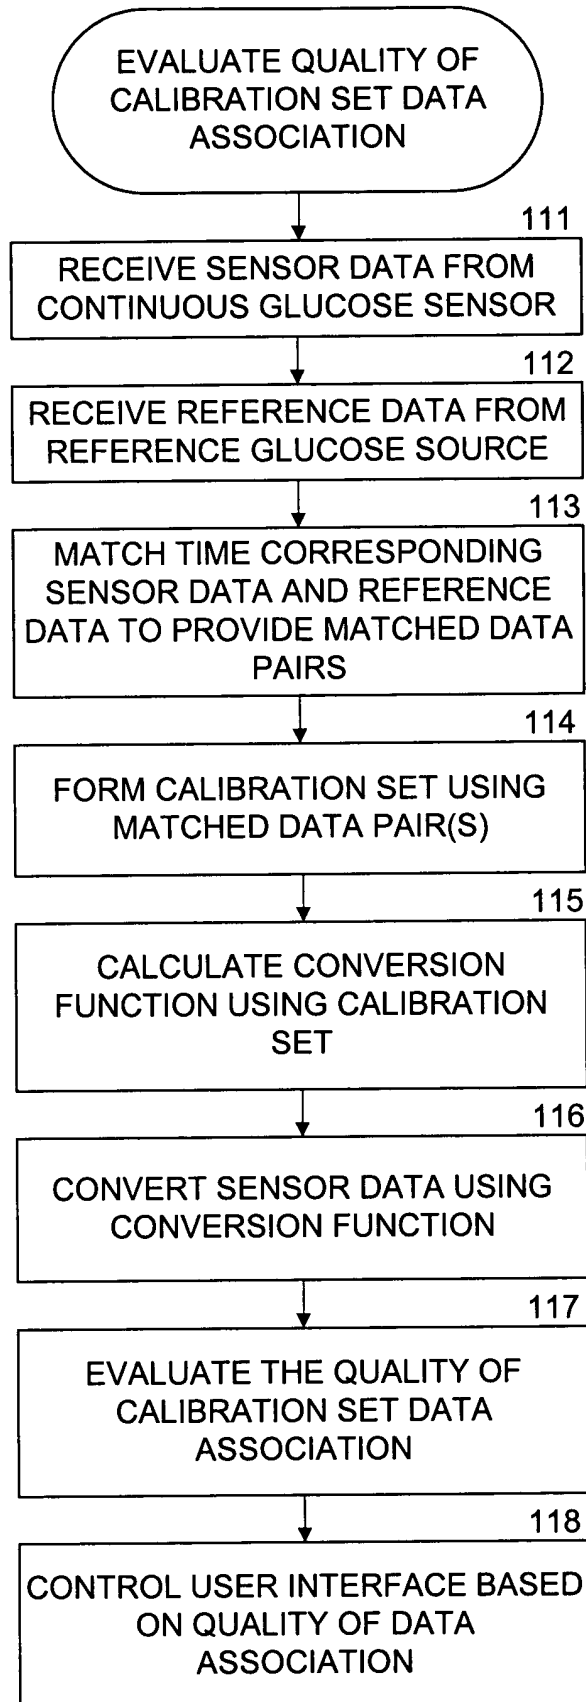 EVALUATE QUALITY OF
CALIBRATION SET DATA
ASSOCIATION
111
RECEIVE SENSOR DATA FROM
CONTINUOUS GLUCOSE SENSOR
112
RECEIVE REFERENCE DATA FROM
REFERENCE GLUCOSE SOURCE
113
MATCH TIME CORRESPONDING
SENSOR DATA AND REFERENCE
DATA TO PROVIDE MATCHED DATA
PAIRS
114
FORM CALIBRATION SET USING
MATCHED DATA PAIR(S)
115
CALCULATE CONVERSION
FUNCTION USING CALIBRATION
SET
116
CONVERT SENSOR DATA USING
CONVERSION FUNCTION
117
EVALUATE THE QUALITY OF
CALIBRATION SET DATA
ASSOCIATION
118
CONTROL USER INTERFACE BASED
ON QUALITY OF DATA
ASSOCIATION